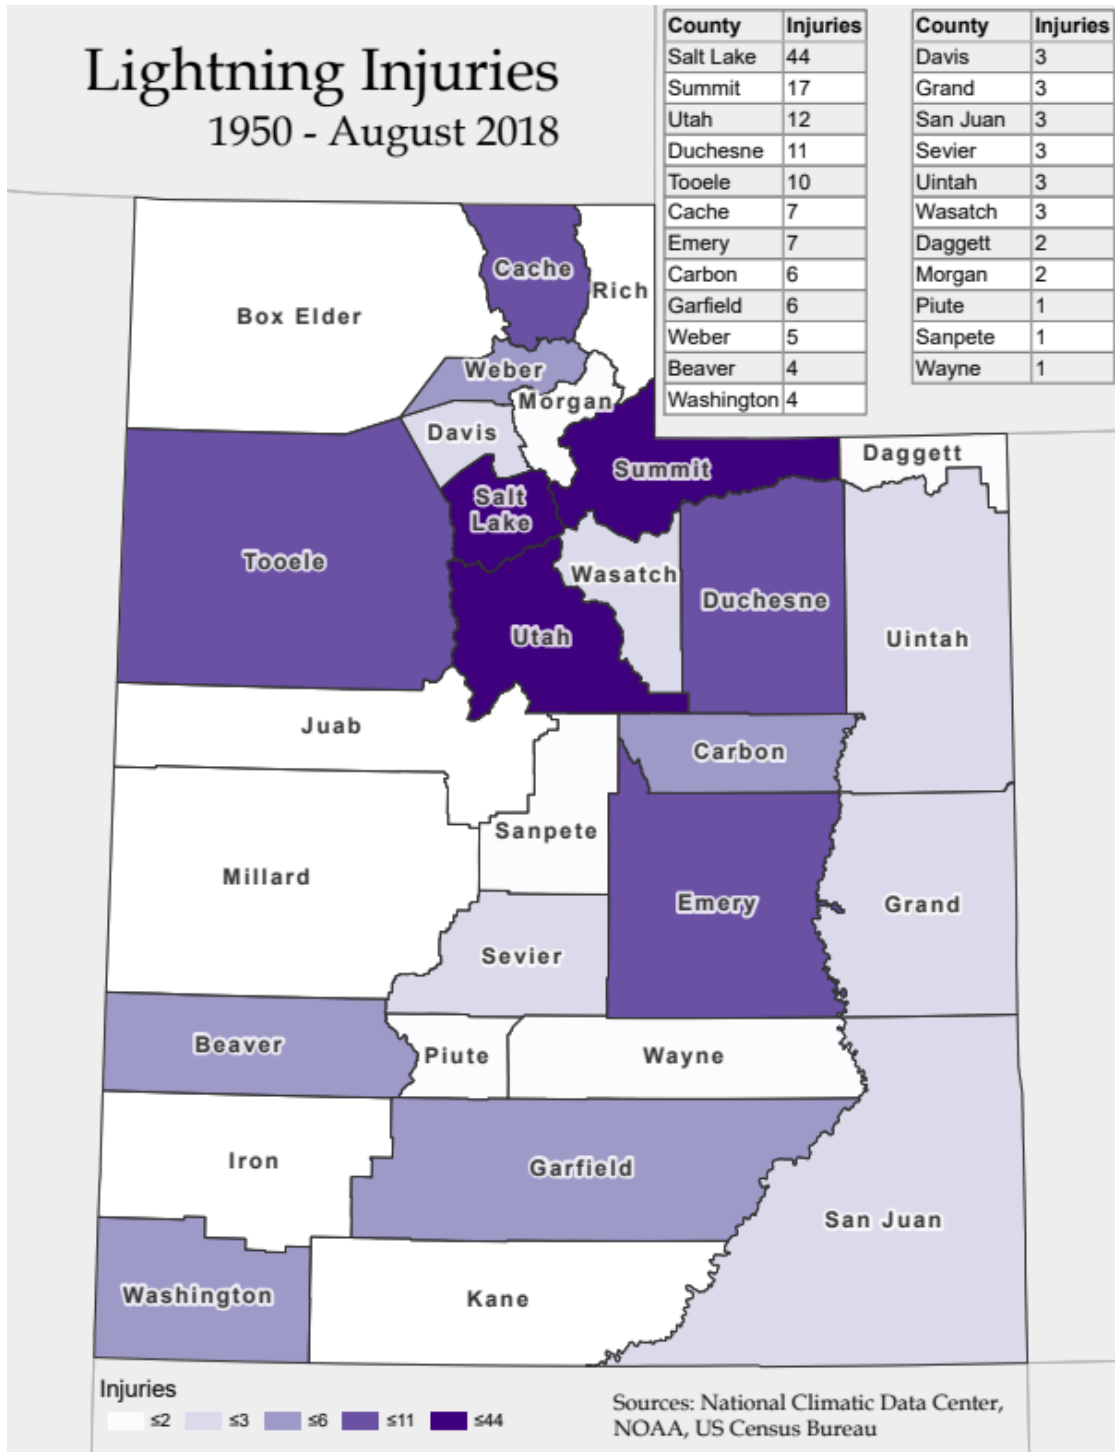 Lightning Injuries
1950 - August 2018
County Injuries
Salt Lake 44
Summit 17
Utah 12
Duchesne 11
Tooele 10
Cache 7
Emery 7
Carbon 6
Garfield 6
Weber 5
Beaver 4
Washington 4
County Injuries
Davis 3
Grand 3
San Juan 3
Sevier 3
Uintah 3
Wasatch 3
Daggett 2
Morgan 2
Piute 1
Sanpete 1
Wayne 1
Cache
Rich
Box Elder
Weber
Morgan
Davis
Daggett
Summit
Salt
Lake
Tooele
Wasatch
Duchesne
Utah
Uintah
Juab
Carbon
Sanpete
Millard
Emery
Grand
Sevier
Beaver
Piute
Wayne
Iron
Garfield
San Juan
Washington
Kane
Injuries
≤2 ≤3 ≤6 ≤11 ≤44
Sources: National Climatic Data Center,
NOAA, US Census Bureau